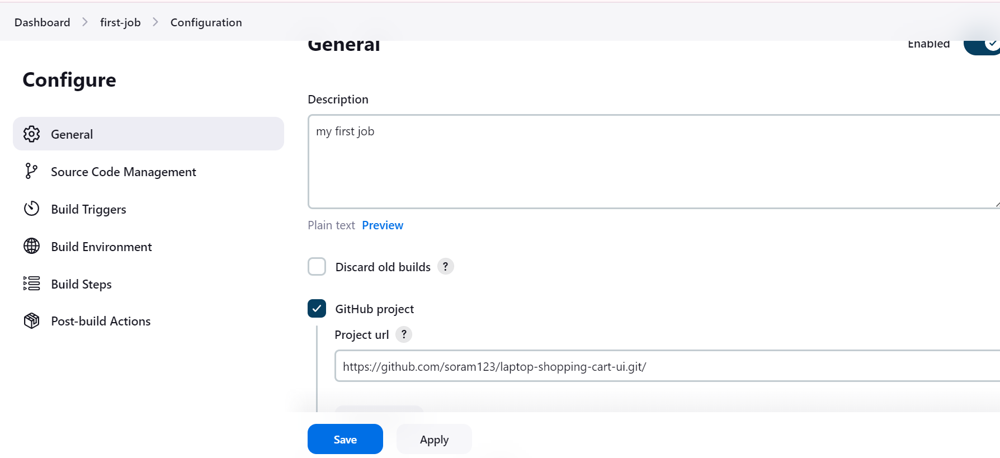 Dashboard > first-job > Configuration
General
Enabled
Configure
General
Source Code Management
Build Triggers
Build Environment
Build Steps
Post-build Actions
Description
my first job
Plain text Preview
Discard old builds ?
GitHub project
Project url ?
https://github.com/soram123/laptop-shopping-cart-ui.git/
Save Apply